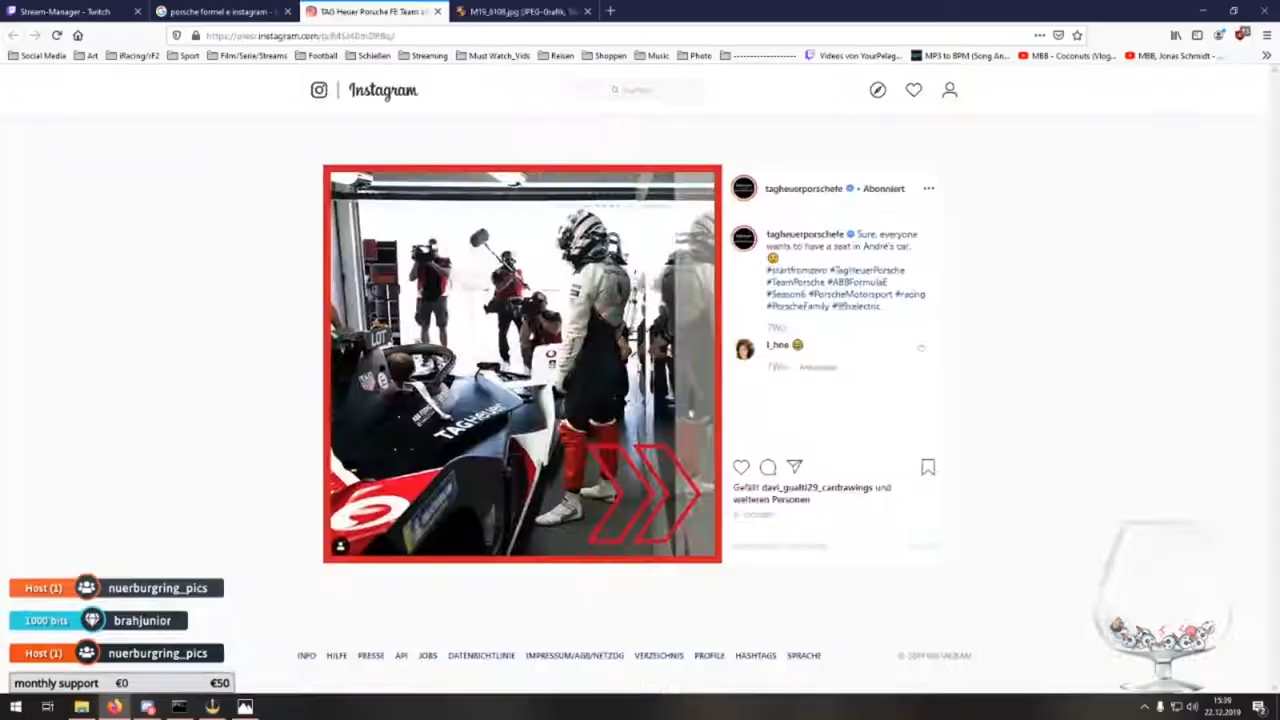 Stream-Manager - Twitch
porsche formel e instagram -
TAG Heuer Porsche FE Team a
M19_6108.jpg (JPEG-Grafik,
Social Media Art iRacing/rF2 Sport Film/Serie/Streams Football Schießen Streaming Must Watch_Vids Reisen Shoppen Music Photo -------------------- Videos von YourPelag... MP3 to BPM (Song An... MBB - Coconuts (Vlog... MBB, Jonas Schmidt - ...
Instagram
tagheuerporschefe • Abonniert
tagheuerporschefe Sure, everyone
wants to have a seat in André's car.
#startfromzero #TagHeuerPorsche
#TeamPorsche #ABBFormulaE
#Season6 #PorscheMotorsport #racing
#PorscheFamily
l_hne
LOT
TAGHeuer
Gefällt davi_gualti29_cardrawings und
weiteren Personen
Host (1) nuerburgring_pics
1000 bits brahjunior
Host (1) nuerburgring_pics
monthly support €0 €50
INFO HILFE PRESSE API JOBS DATENRICHTLINIE IMPRESSUM/AGB/NETZDG VERZEICHNIS PROFILE HASHTAGS SPRACHE
15:39
22.12.2019